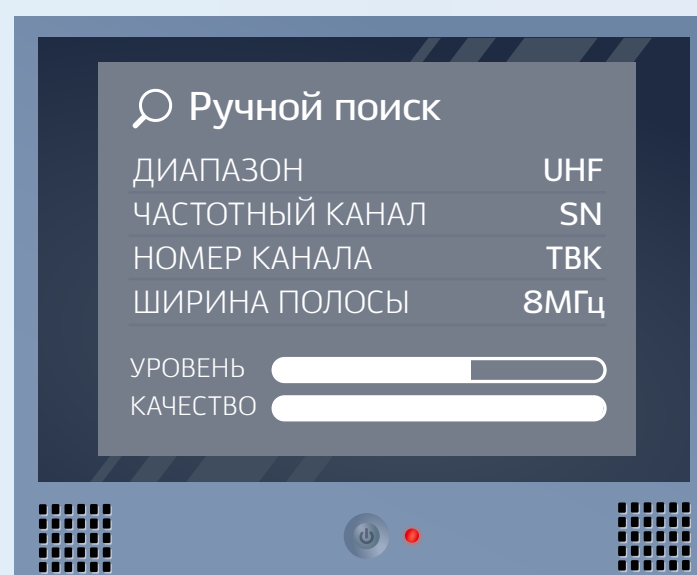 Ручной поиск
ДИАПАЗОН UHF
ЧАСТОТНЫЙ КАНАЛ SN
НОМЕР КАНАЛА ТВК
ШИРИНА ПОЛОСЫ 8МГц
УРОВЕНЬ
КАЧЕСТВО